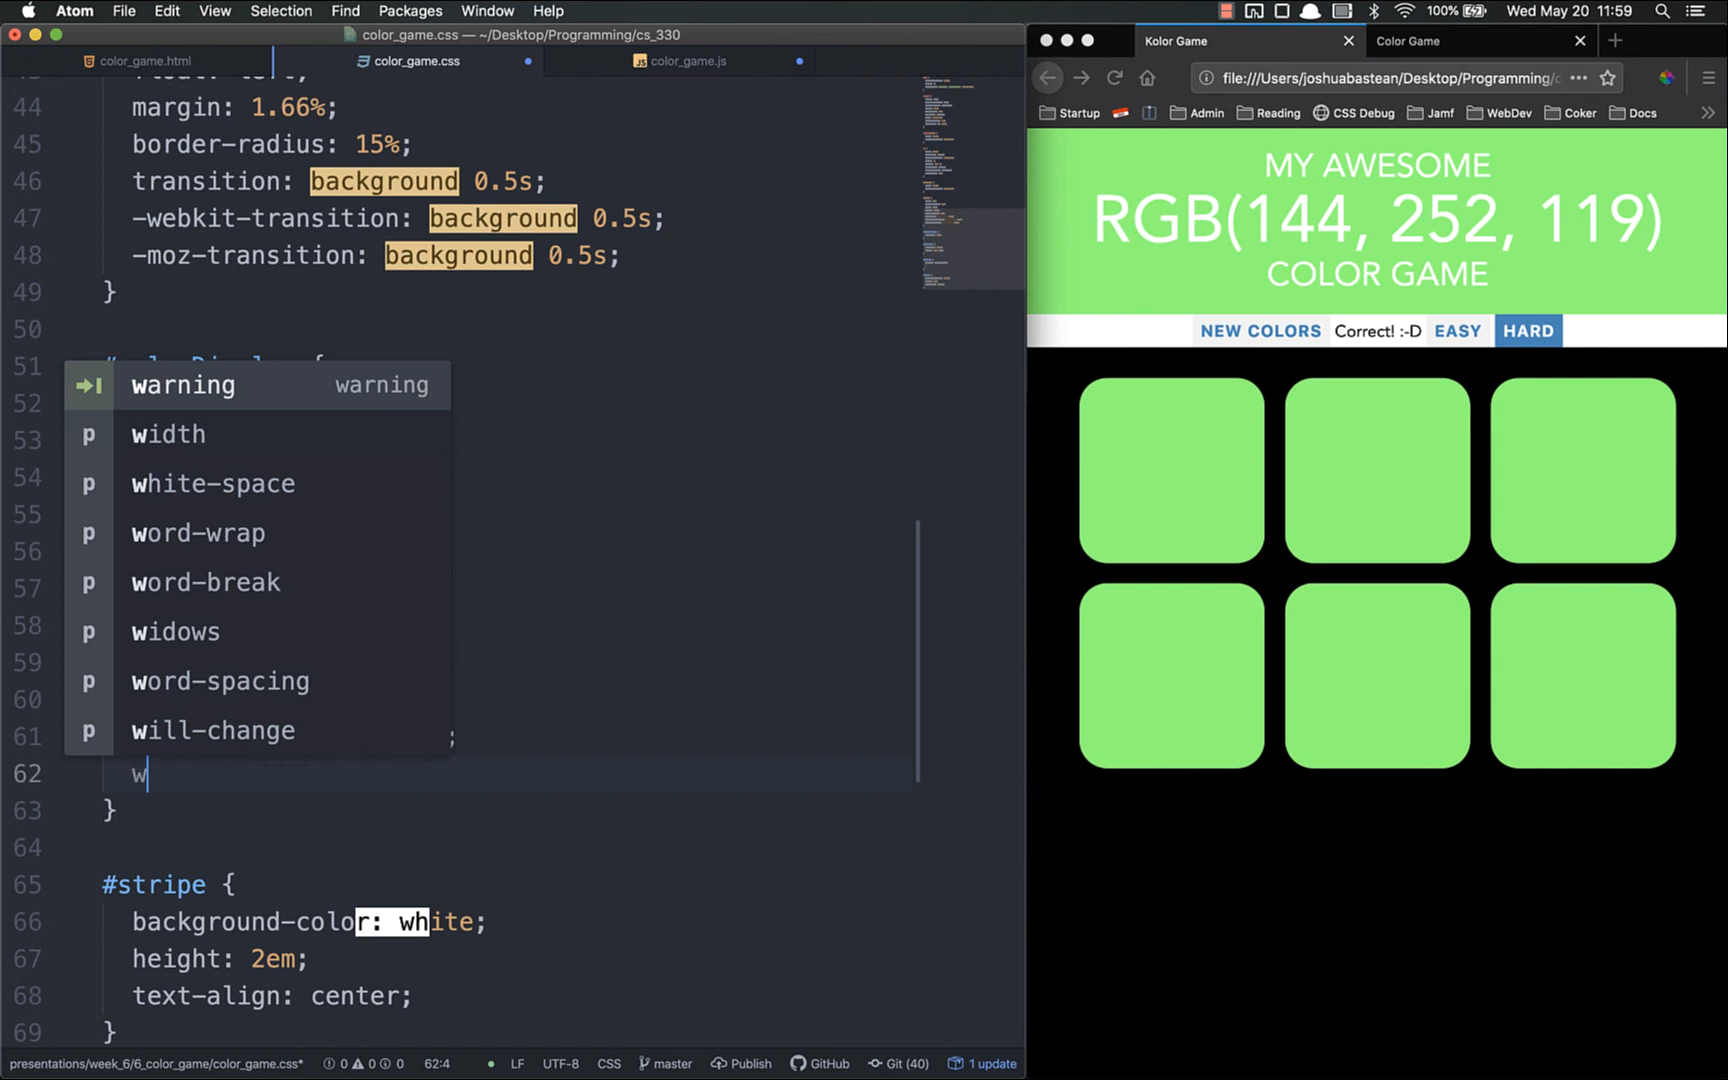 Atom File Edit View Selection Find Packages Window Help 100% Wed May 20 11:59
color_game.css — ~/Desktop/Programming/cs_330
color_game.html color_game.css color_game.js
44 margin: 1.66%;
45 border-radius: 15%;
46 transition: background 0.5s;
47 -webkit-transition: background 0.5s;
48 -moz-transition: background 0.5s;
49 }
50
51
52 warning warning
53 width
54 white-space
55
56 word-wrap
57 word-break
58 widows
59
60 word-spacing
61 will-change ;
62 w
63 }
64
65 #stripe {
66 background-color: white;
67 height: 2em;
68 text-align: center;
69 }
presentations/week_6/6_color_game/color_game.css* 0 0 0 62:4 LF UTF-8 CSS master Publish GitHub Git (40) 1 update
Kolor Game Color Game
file:///Users/joshuabastean/Desktop/Programming/
Startup Admin Reading CSS Debug Jamf WebDev Coker Docs
MY AWESOME
RGB(144, 252, 119)
COLOR GAME
NEW COLORS Correct! :-D EASY HARD